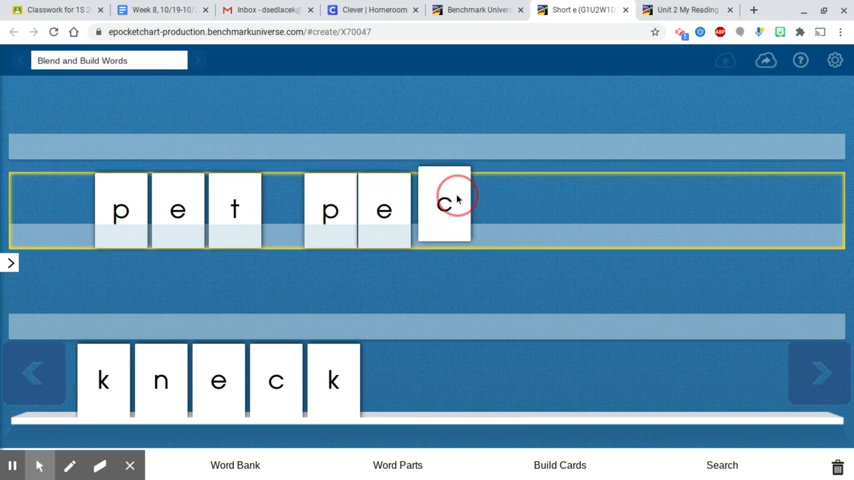 Classwork for 1S 2
Week 8, 10/19-10/
Inbox - dsedlacek@
Clever | Homeroom
Benchmark Univers
Short e (G1U2W1D
Unit 2 My Reading
epocketchart-production.benchmarkuniverse.com/#create/X70047
ABP
Blend and Build Words
p e t p e c
k n e c k
Word Bank Word Parts Build Cards Search